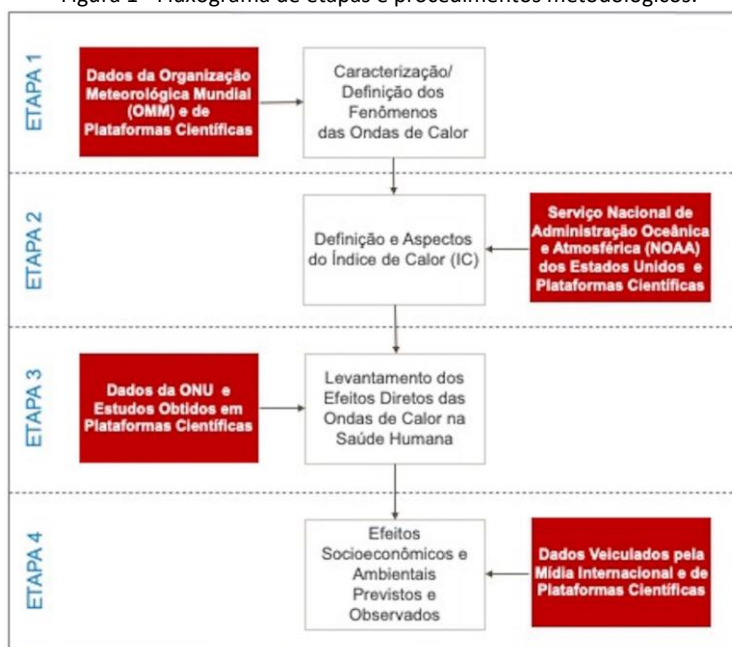 Figura 1 - Fluxograma de etapas e procedimentos metodológicos.
ETAPA 1
Dados da Organização
Meteorológica Mundial
(OMM) e de
Plataformas Científicas
Caracterização/
Definição dos
Fenômenos
das Ondas de Calor
ETAPA 2
Definição e Aspectos
do Índice de Calor (IC)
Serviço Nacional de
Administração Oceânica
e Atmosférica (NOAA)
dos Estados Unidos e
Plataformas Científicas
ETAPA 3
Dados da ONU e
Estudos Obtidos em
Plataformas Científicas
Levantamento dos
Efeitos Diretos das
Ondas de Calor na
Saúde Humana
ETAPA 4
Efeitos
Socioeconômicos e
Ambientais
Previstos e
Observados
Dados Veiculados pela
Mídia Internacional e de
Plataformas Científicas